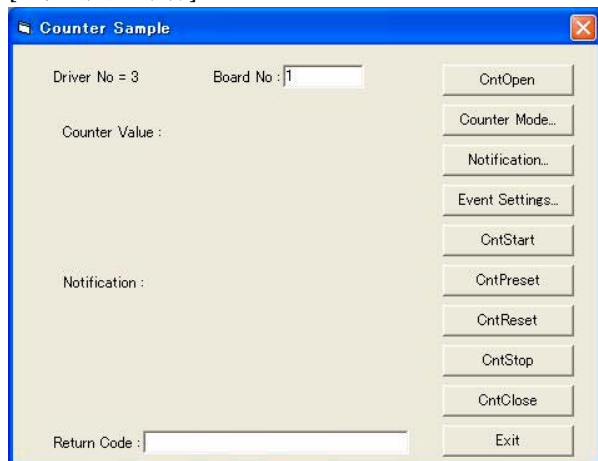 Counter Sample
Driver No = 3
Board No : 1
CntOpen
Counter Value :
Counter Mode...
Notification...
Event Settings...
CntStart
Notification :
CntPreset
CntReset
CntStop
CntClose
Return Code :
Exit